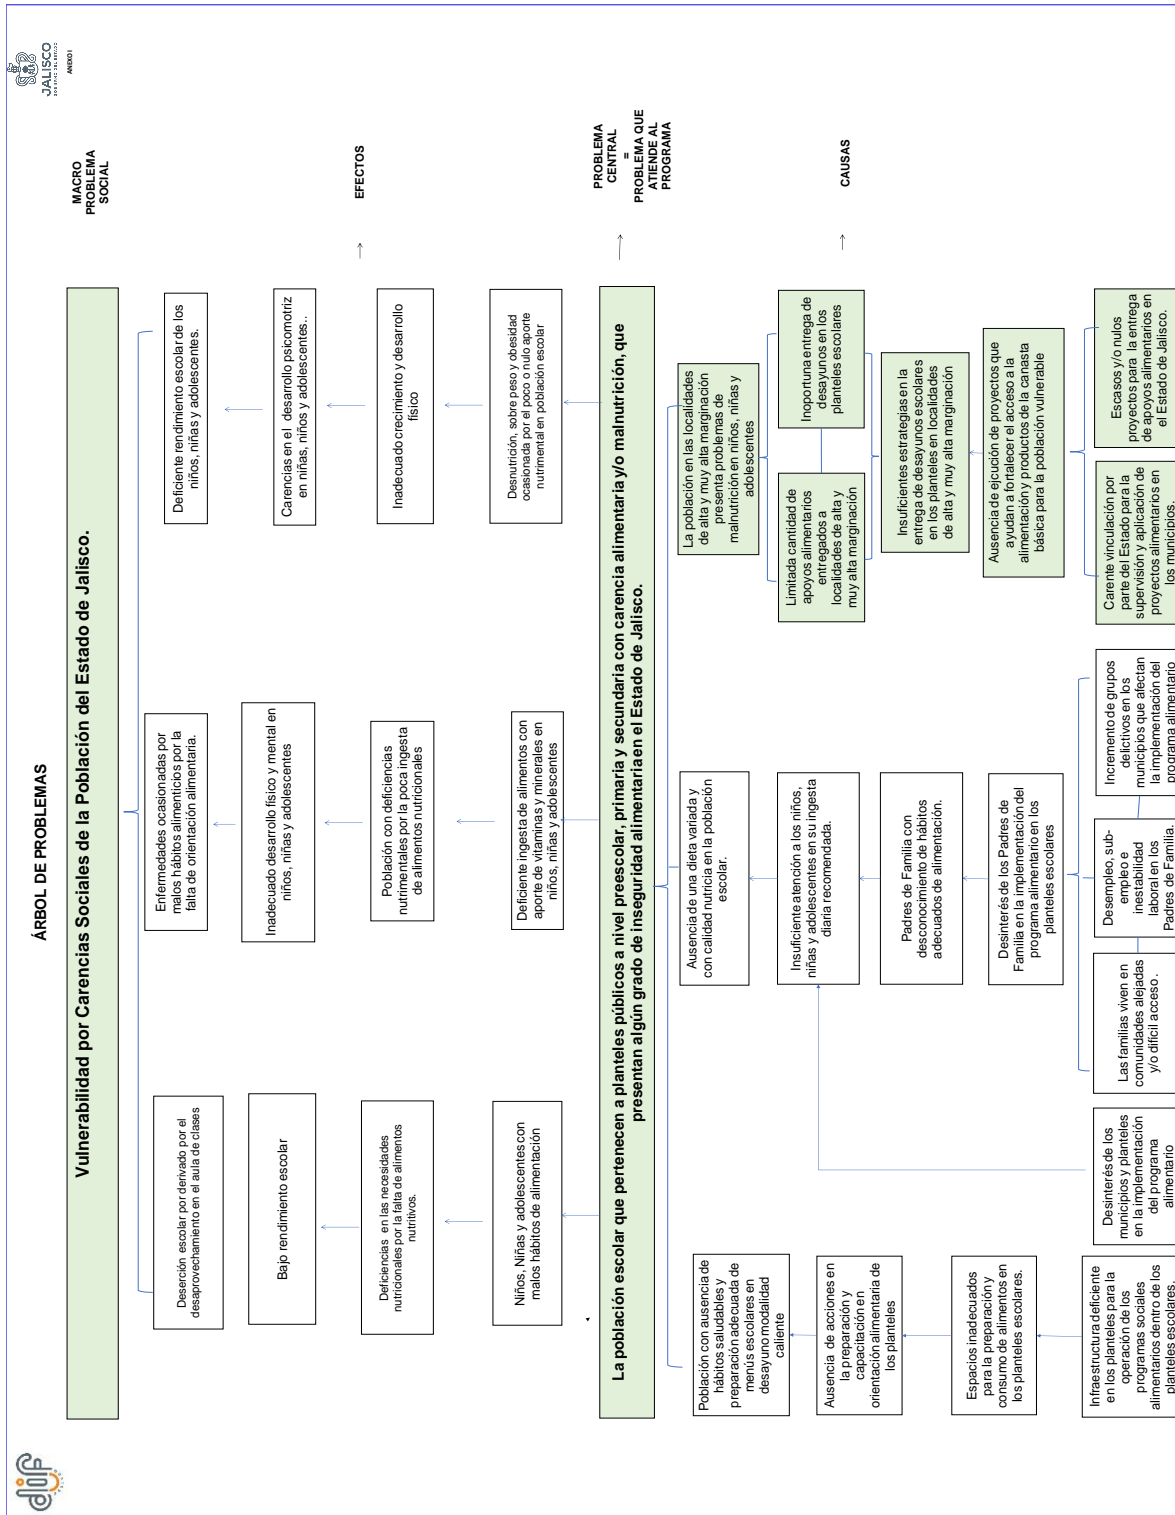 ÁRBOL DE PROBLEMAS
dif
JALISCO
ANEXO I
Vulnerabilidad por Carencias Sociales de la Población del Estado de Jalisco.
MACRO
PROBLEMA
SOCIAL
Deserción escolar por derivado por el
desaprovechamiento en el aula de clases
Enfermedades ocasionadas por
malos hábitos alimenticios por la
falta de orientación alimentaria.
Deficiente rendimiento escolar de los
niños, niñas y adolescentes.
Bajo rendimiento escolar
Inadecuado desarrollo físico y mental en
niños, niñas y adolescentes
Carencias en el desarrollo psicomotriz
en niñas, niños y adolescentes..
Deficiencias en las necesidades
nutricionales por la falta de alimentos
nutritivos.
Población con deficiencias
nutrimentales por la poca ingesta
de alimentos nutricionales
Inadecuado crecimiento y desarrollo
físico
EFECTOS
Niños, Niñas y adolescentes con
malos hábitos de alimentación
Deficiente ingesta de alimentos con
aporte de vitaminas y minerales en
niños, niñas y adolescentes
Desnutrición, sobre peso y obesidad
ocasionada por el poco o nulo aporte
nutrimental en población escolar
La población escolar que pertenecen a planteles públicos a nivel preescolar, primaria y secundaria con carencia alimentaria y/o malnutrición, que
presentan algún grado de inseguridad alimentaria en el Estado de Jalisco.
PROBLEMA
CENTRAL
=
PROBLEMA QUE
ATIENDE AL
PROGRAMA
Población con ausencia de
hábitos saludables y
preparación adecuada de
menús escolares en
desayuno modalidad
caliente
Ausencia de una dieta variada y
con calidad nutricia en la población
escolar.
La población en las localidades
de alta y muy alta marginación
presenta problemas de
malnutrición en niños, niñas y
adolescentes
Ausencia de acciones en
la preparación y
capacitación en
orientación alimentaria de
los planteles
Insuficiente atención a los niños,
niñas y adolescentes en su ingesta
diaria recomendada.
Limitada cantidad de
apoyos alimentarios
entregados a
localidades de alta y
muy alta marginación
Inoportuna entrega de
desayunos en los
planteles escolares
CAUSAS
Padres de Familia con
desconocimiento de hábitos
adecuados de alimentación.
Insuficientes estrategias en la
entrega de desayunos escolares
en los planteles en localidades
de alta y muy alta marginación
Espacios inadecuados
para la preparación y
consumo de alimentos en
los planteles escolares.
Desinterés de los Padres de
Familia en la implementación del
programa alimentario en los
planteles escolares
Ausencia de ejcución de proyectos que
ayudan a fortalecer el acceso a la
alimentación y productos de la canasta
básica para la población vulnerable
Infraestructura deficiente
en los planteles para la
operación de los
programas sociales
alimentarios dentro de los
planteles escolares.
Desinterés de los
municipios y planteles
en la implementación
del programa
alimentario
Las familias viven en
comunidades alejadas
y/o difícil acceso.
Desempleo, sub-
empleo e
inestabilidad
laboral en los
Padres de Familia.
Incremento de grupos
delictivos en los
municipios que afectan
la implementación del
programa alimentario
Carente vinculación por
parte del Estado para la
supervisión y aplicación de
proyectos alimentarios en
los municipios.
Escasos y/o nulos
proyectos para la entrega
de apoyos alimentarios en
el Estado de Jalisco.